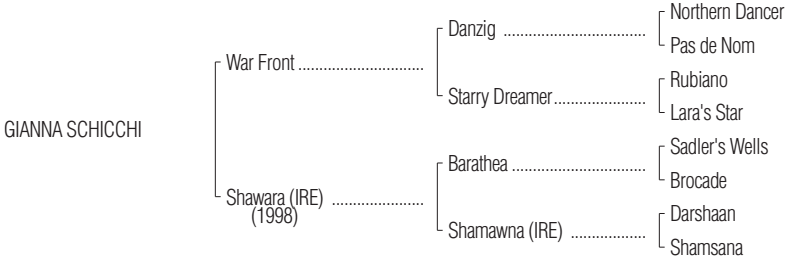 Northern Dancer
Danzig ..................................
Pas de Nom
War Front ..............................
Rubiano
Starry Dreamer......................
Lara's Star
GIANNA SCHICCHI
Sadler's Wells
Barathea ................................
Brocade
Shawara (IRE) ......................
(1998)
Darshaan
Shamawna (IRE) ..................
Shamsana